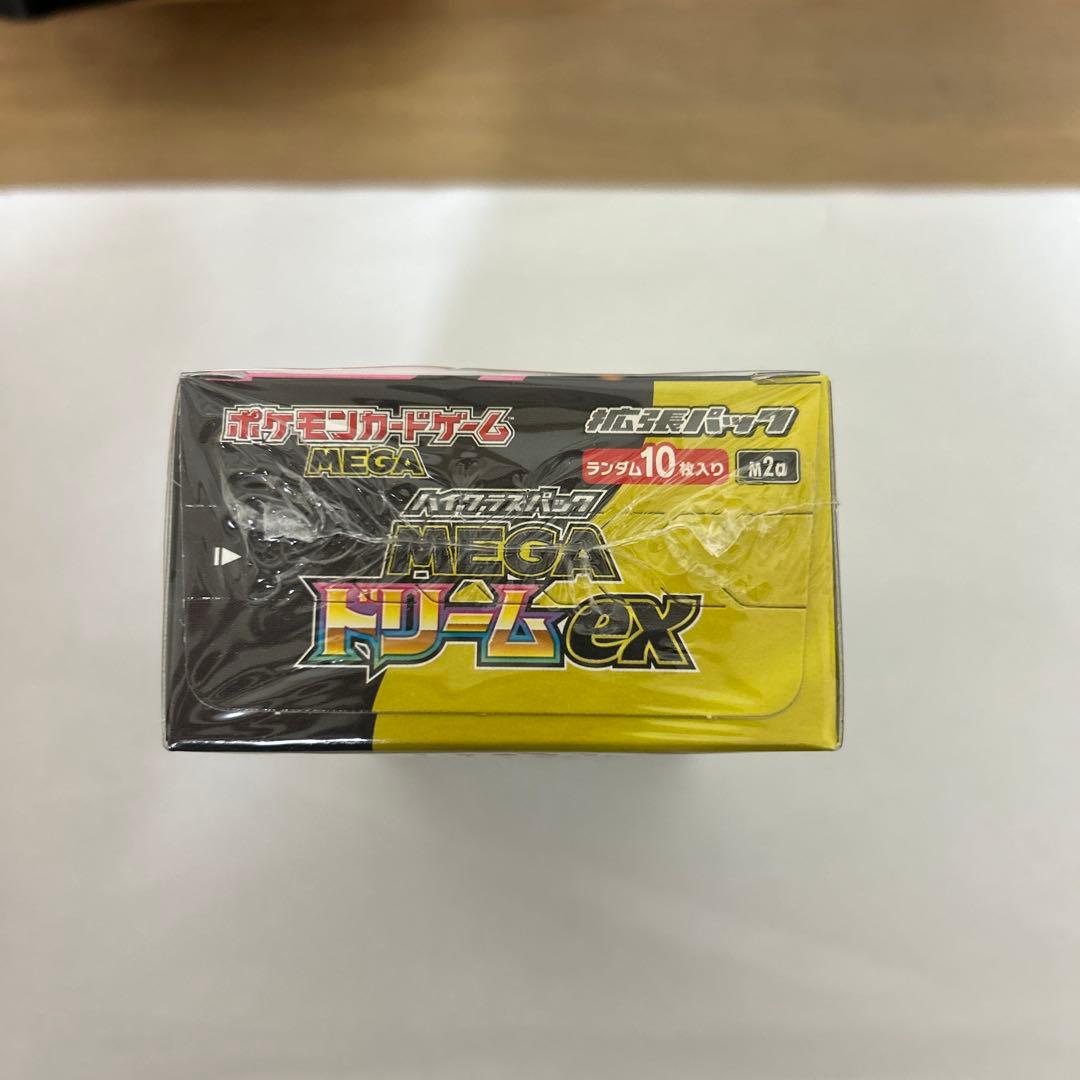 ポケモンカードゲーム
MEGA
拡張パック
ランダム10枚入り
M2a
ハイクラスパック
MEGA
ドリームex